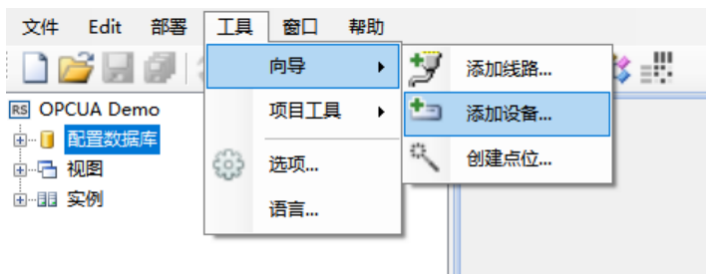 文件 Edit 部署 工具 窗口 帮助
向导
添加线路...
RS OPCUA Demo
项目工具
添加设备...
配置数据库
视图
选项...
创建点位...
实例
语言...